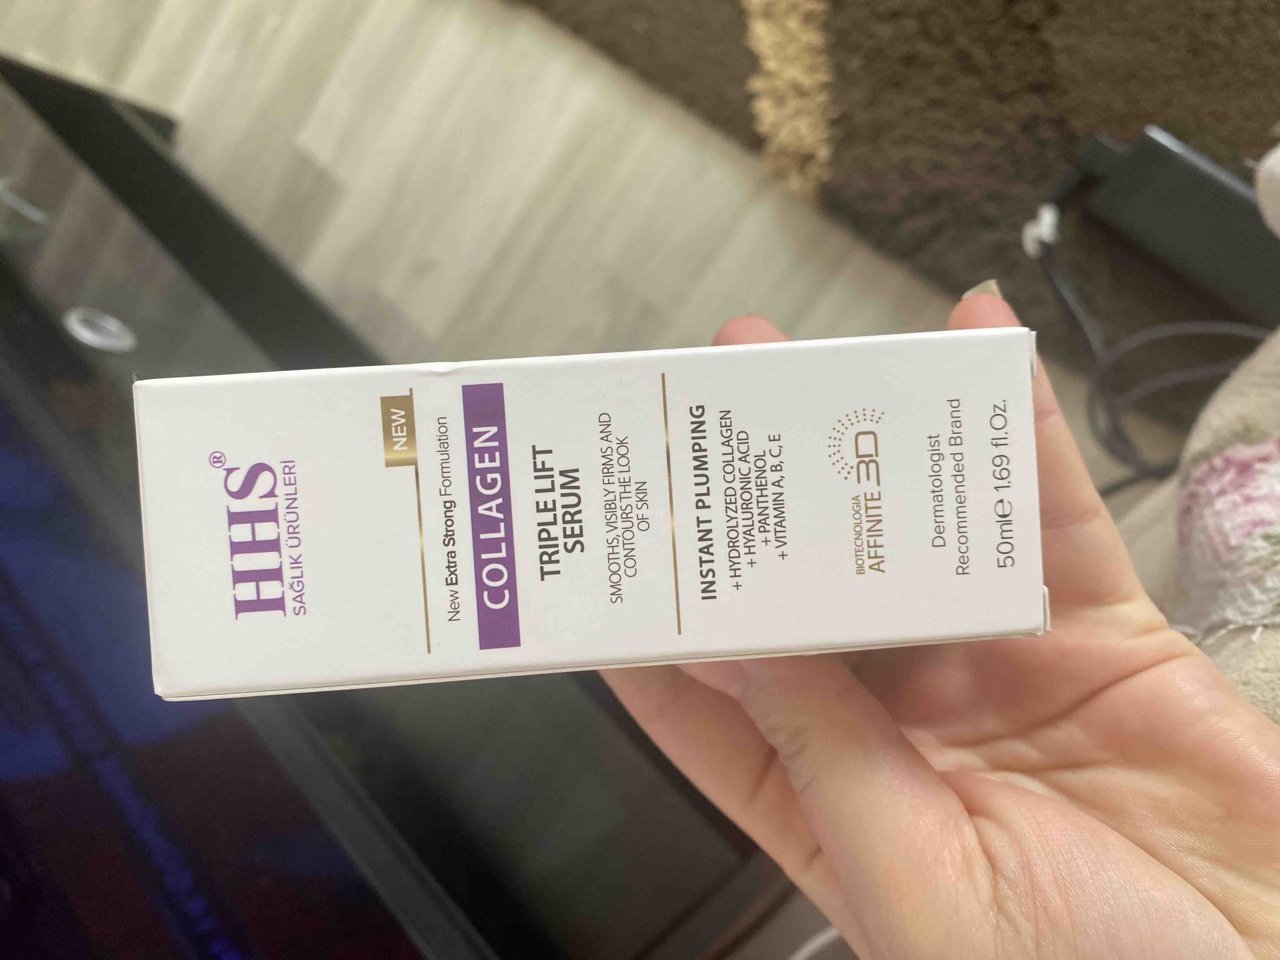 HHS®
SAĞLIK ÜRÜNLERİ
NEW
New Extra Strong Formulation
COLLAGEN
TRIPLE LIFT
SERUM
SMOOTHS, VISIBLY FIRMS AND
CONTOURS THE LOOK
OF SKIN
INSTANT PLUMPING
+ HYDROLYZED COLLAGEN
+ HYALURONIC ACID
+ PANTHENOL
+ VITAMIN A, B, C, E
BIOTECNOLOGIA
AFFINITE 3D
Dermatologist
Recommended Brand
50ml℮ 1.69 fl.Oz.